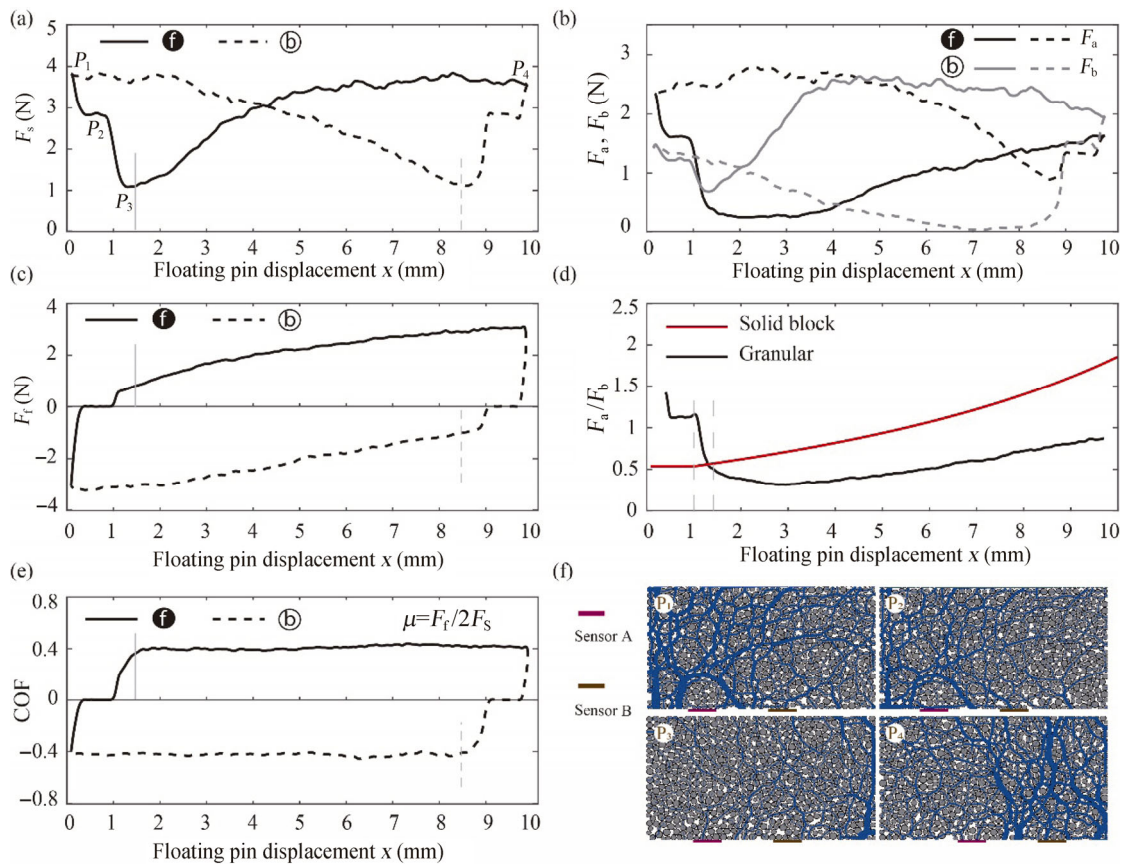 (a)
5
4
3
2
1
0
Fs (N)
f
b
P1
P2
P3
P4
0 1 2 3 4 5 6 7 8 9 10
Floating pin displacement x (mm)
(b)
3
2
1
0
Fa , Fb (N)
f Fa
b Fb
0 1 2 3 4 5 6 7 8 9 10
Floating pin displacement x (mm)
(c)
4
2
0
−2
−4
Ff (N)
f
b
0 1 2 3 4 5 6 7 8 9 10
Floating pin displacement x (mm)
(d)
2.5
2
1.5
1
0.5
0
Fa/Fb
Solid block
Granular
0 1 2 3 4 5 6 7 8 9 10
Floating pin displacement x (mm)
(e)
0.8
0.4
0
−0.4
−0.8
COF
f
b
μ=Ff/2FS
0 1 2 3 4 5 6 7 8 9 10
Floating pin displacement x (mm)
(f)
Sensor A
Sensor B
P1
P2
P3
P4